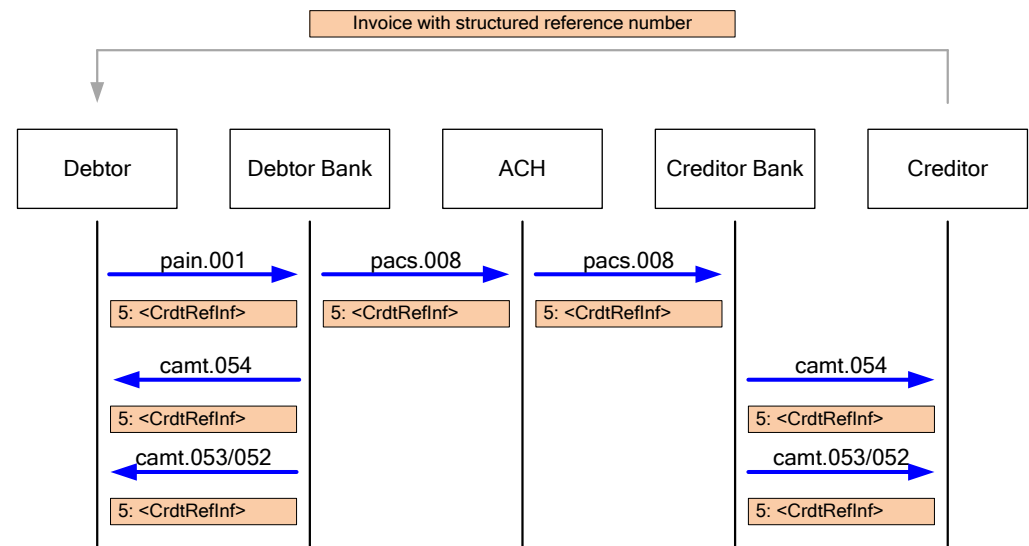 Invoice with structured reference number
Debtor
Debtor Bank
ACH
Creditor Bank
Creditor
pain.001
pacs.008
pacs.008
5: <CrdtRefInf>
5: <CrdtRefInf>
5: <CrdtRefInf>
camt.054
camt.054
5: <CrdtRefInf>
5: <CrdtRefInf>
camt.053/052
camt.053/052
5: <CrdtRefInf>
5: <CrdtRefInf>